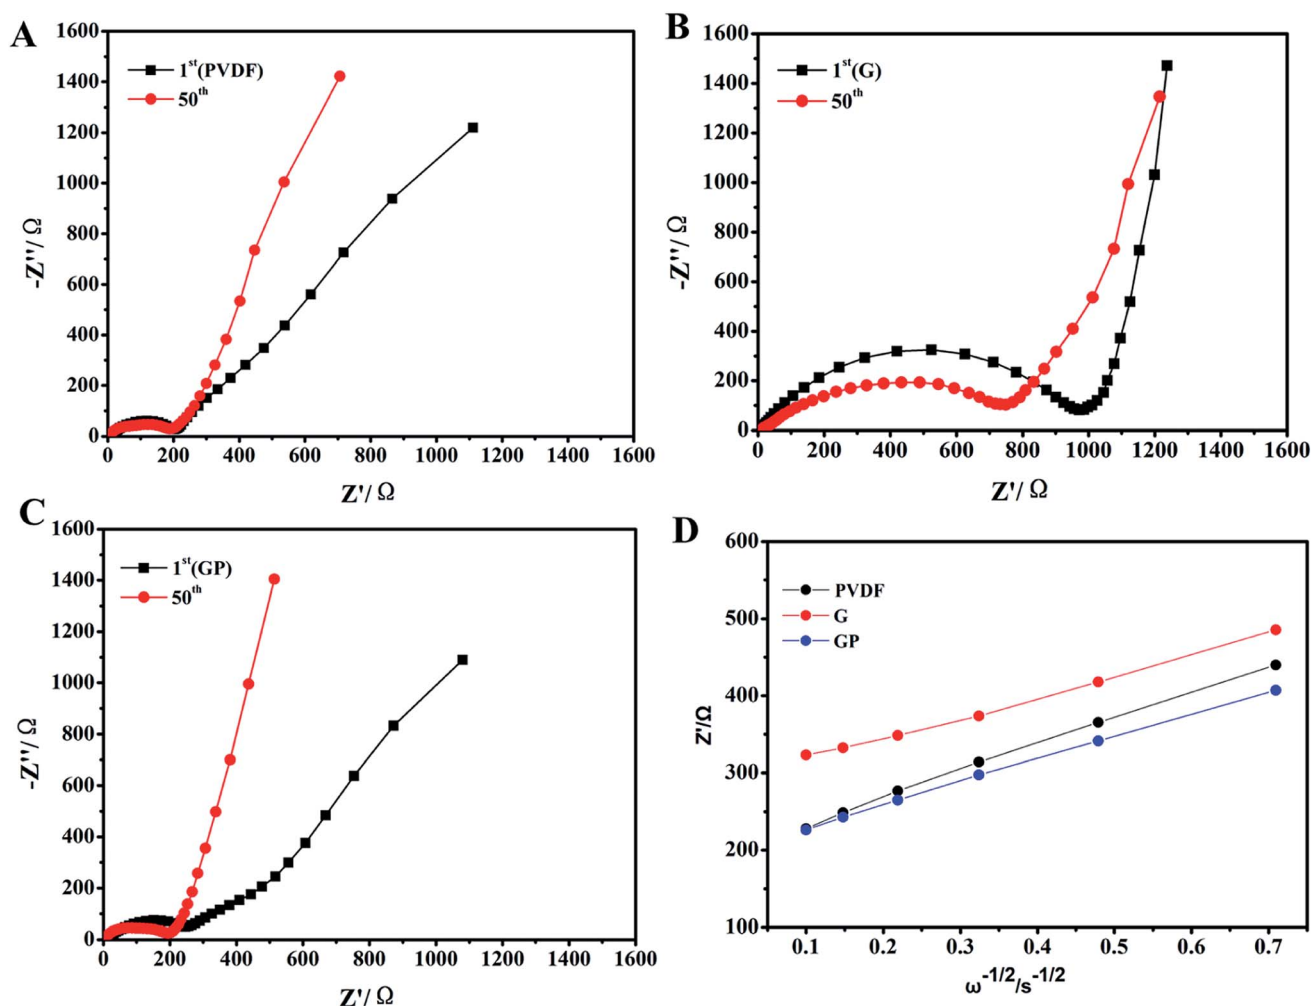 A
1600
1400
1200
1000
800
600
400
200
0
-Z''/ Ω
1st(PVDF)
50th
0 200 400 600 800 1000 1200 1400 1600
Z'/ Ω
B
1600
1400
1200
1000
800
600
400
200
0
-Z''/ Ω
1st(G)
50th
0 200 400 600 800 1000 1200 1400 1600
Z'/ Ω
C
1600
1400
1200
1000
800
600
400
200
0
-Z''/ Ω
1st(GP)
50th
0 200 400 600 800 1000 1200 1400 1600
Z'/ Ω
D
600
500
400
300
200
100
Z'/Ω
PVDF
G
GP
0.1 0.2 0.3 0.4 0.5 0.6 0.7
ω-1/2/s-1/2